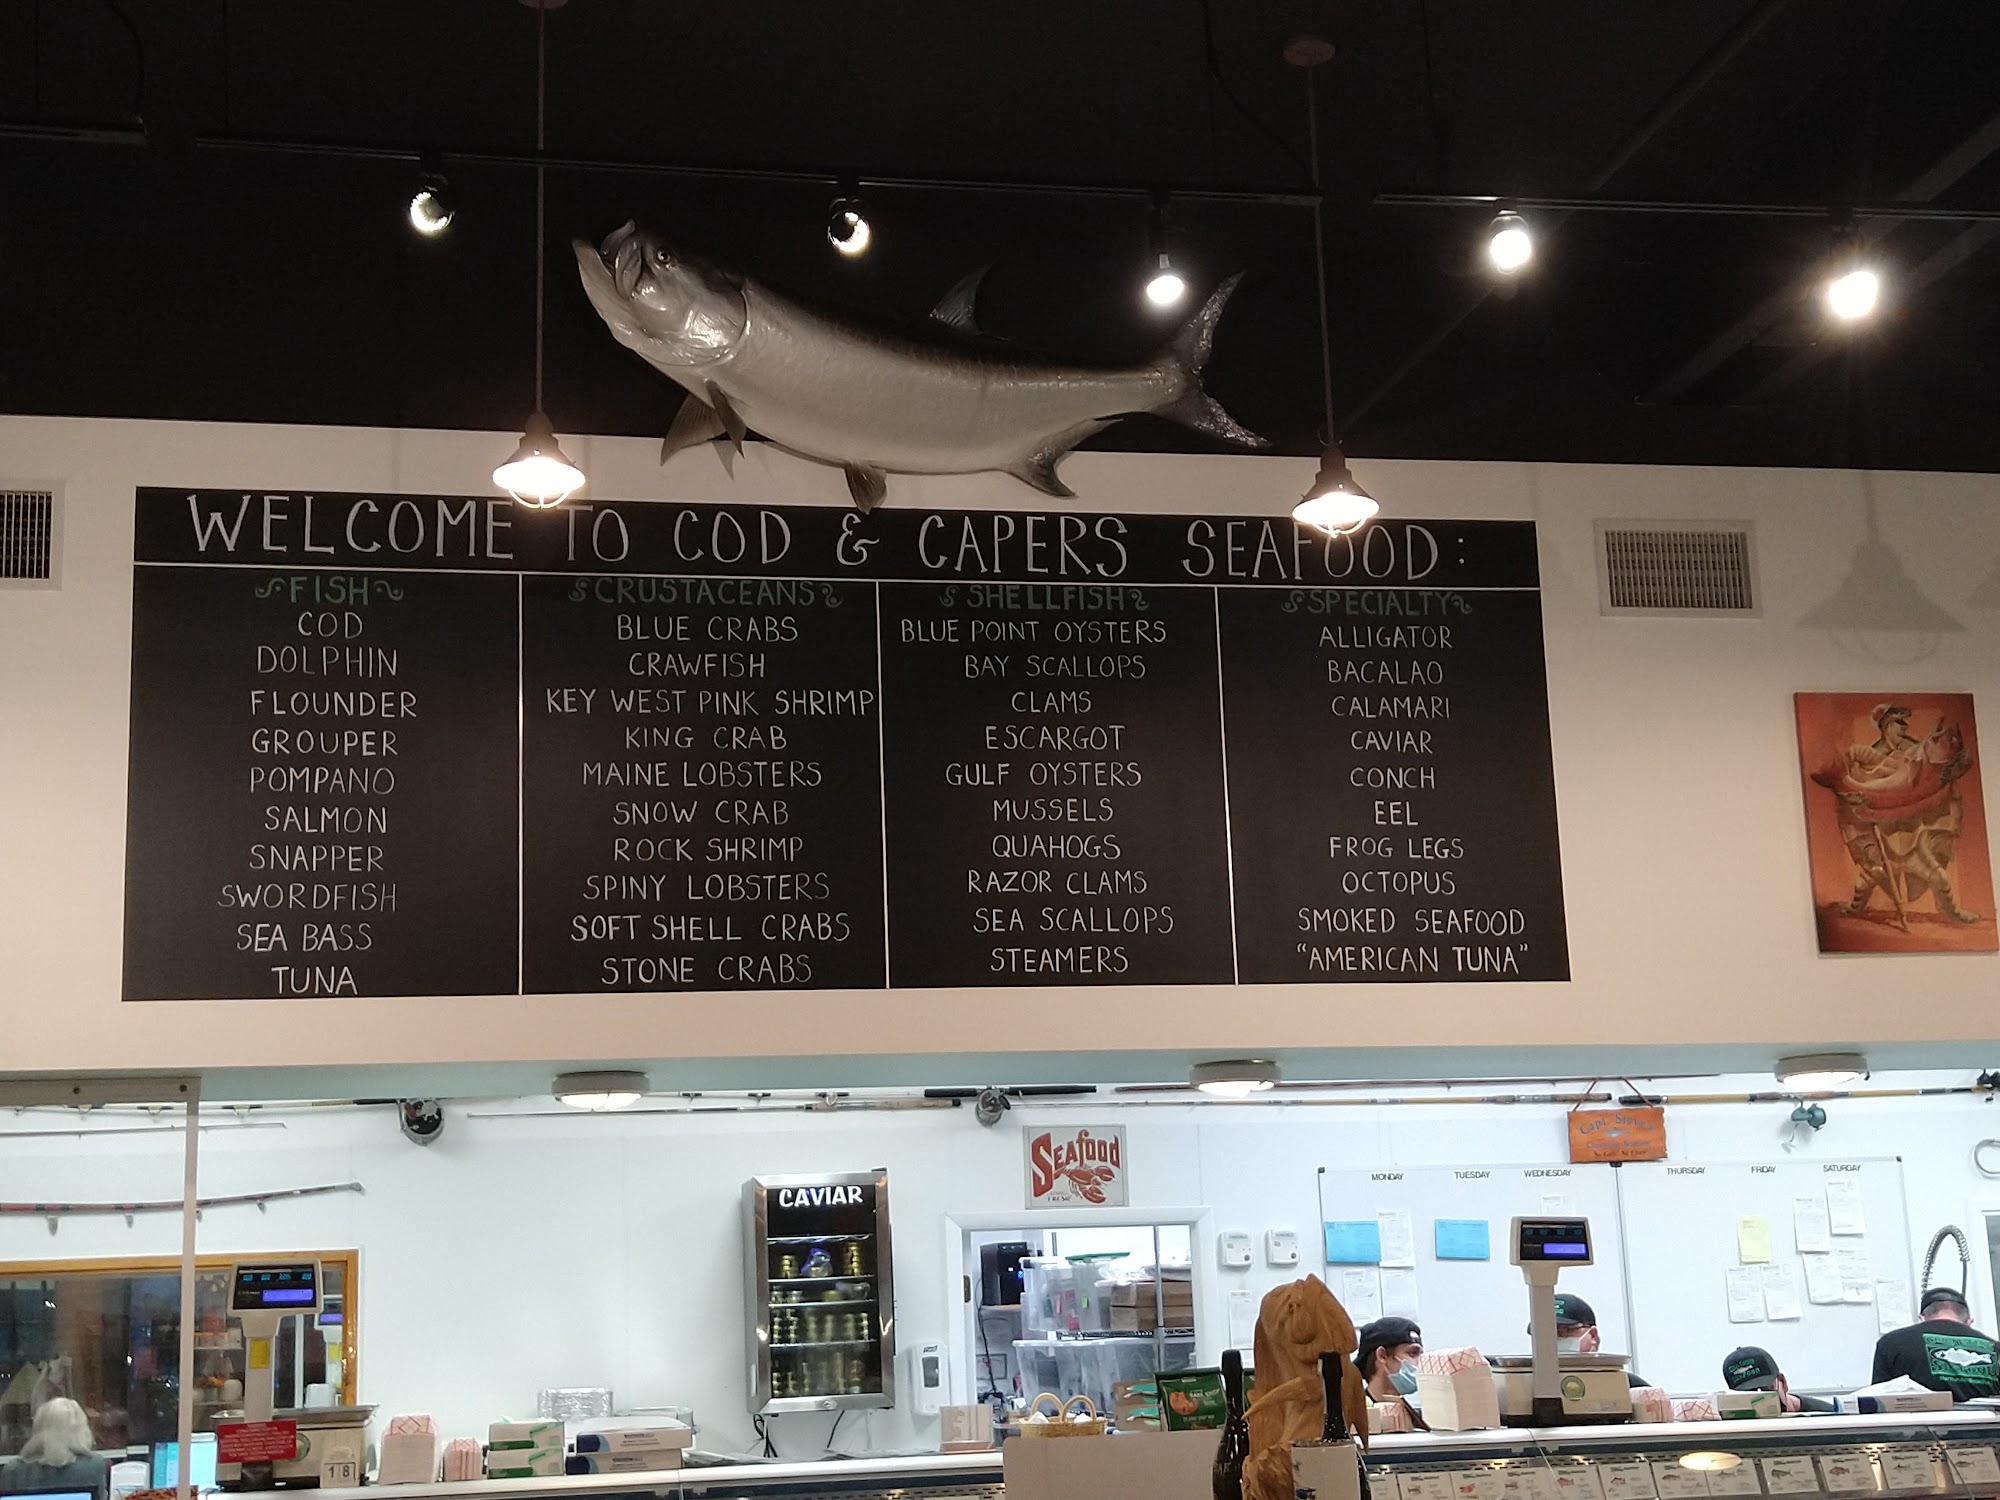 WELCOME TO COD & CAPERS SEAFOOD:
FISH
COD
DOLPHIN
FLOUNDER
GROUPER
POMPANO
SALMON
SNAPPER
SWORDFISH
SEA BASS
TUNA
CRUSTACEANS
BLUE CRABS
CRAWFISH
KEY WEST PINK SHRIMP
KING CRAB
MAINE LOBSTERS
SNOW CRAB
ROCK SHRIMP
SPINY LOBSTERS
SOFT SHELL CRABS
STONE CRABS
SHELLFISH
BLUE POINT OYSTERS
BAY SCALLOPS
CLAMS
ESCARGOT
GULF OYSTERS
MUSSELS
QUAHOGS
RAZOR CLAMS
SEA SCALLOPS
STEAMERS
SPECIALTY
ALLIGATOR
BACALAO
CALAMARI
CAVIAR
CONCH
EEL
FROG LEGS
OCTOPUS
SMOKED SEAFOOD
"AMERICAN TUNA"
CAVIAR
Seafood
FRESH
MONDAY TUESDAY WEDNESDAY THURSDAY FRIDAY SATURDAY
18